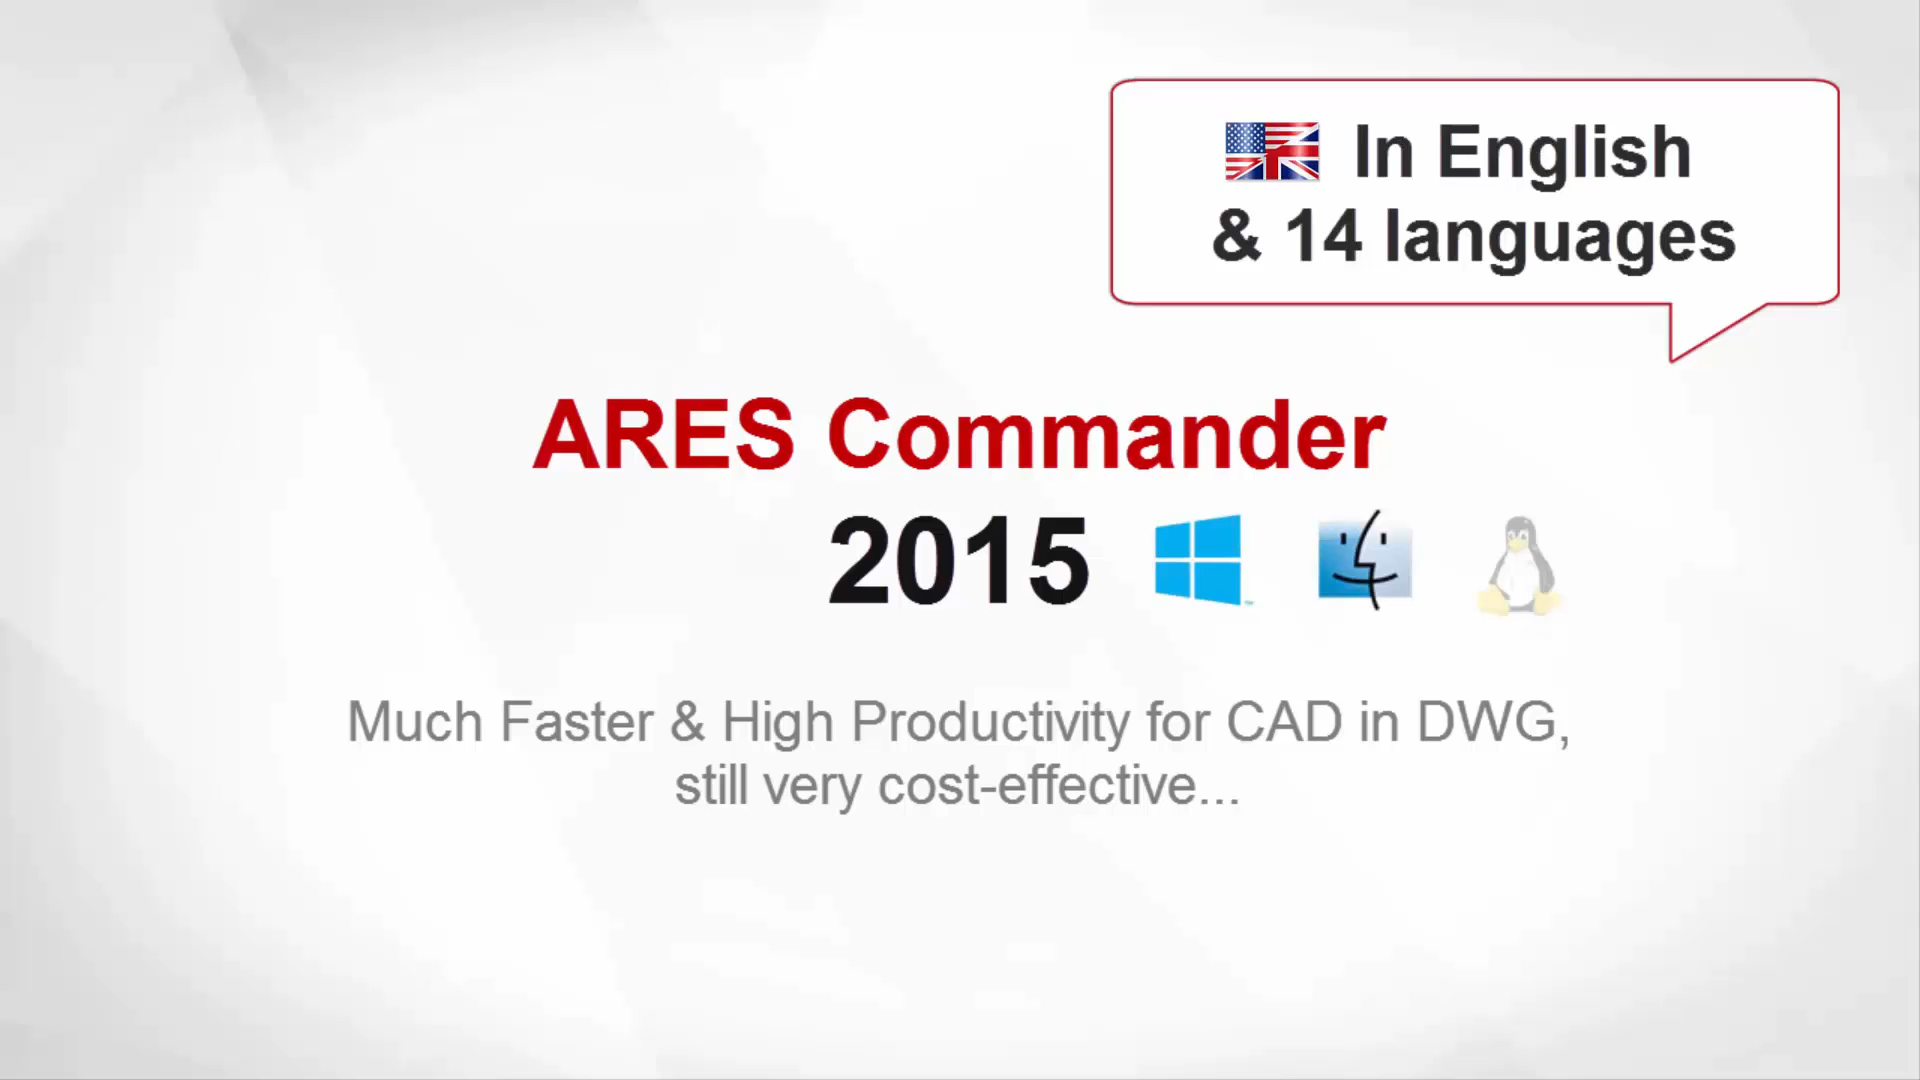 In English
& 14 languages
ARES Commander
2015
Much Faster & High Productivity for CAD in DWG,
still very cost-effective...